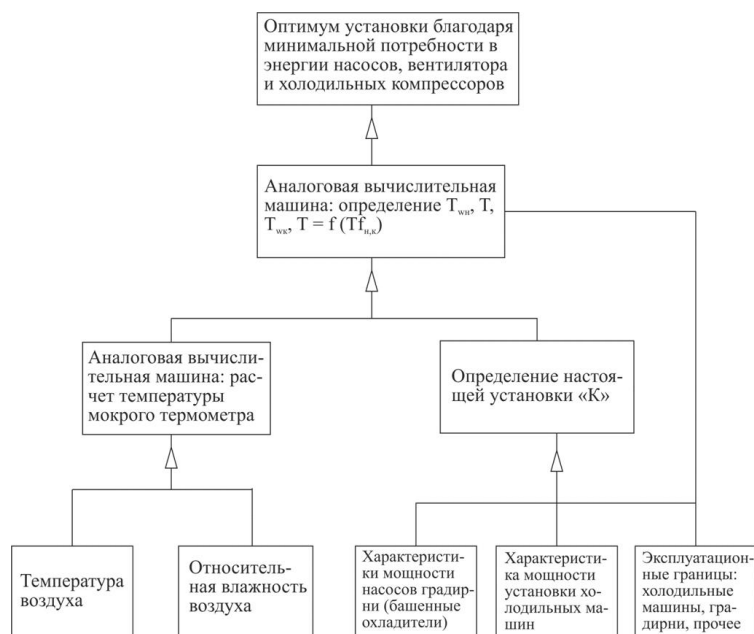 Оптимум установки благодаря
минимальной потребности в
энергии насосов, вентилятора
и холодильных компрессоров
Аналоговая вычислительная
машина: определение Twн, T,
Twк, T = f (Tfн,к)
Аналоговая вычисли-
тельная машина: рас-
чет температуры
мокрого термометра
Определение настоя-
щей установки «К»
Температура
воздуха
Относитель-
ная влажность
воздуха
Характеристи-
ки мощности
насосов градир-
ни (башенные
охладители)
Характеристи-
ка мощности
установки хо-
лодильных ма-
шин
Эксплуатацион-
ные границы:
холодильные
машины, гра-
дирни, прочее